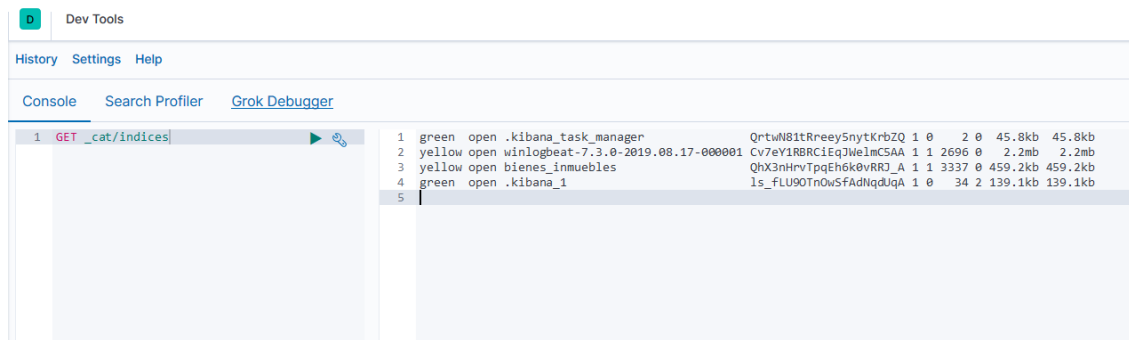 D Dev Tools
History Settings Help
Console Search Profiler Grok Debugger
1 GET _cat/indices
1 green open .kibana_task_manager QrtwN81tRreey5nytKrbZQ 1 0 2 0 45.8kb 45.8kb
2 yellow open winlogbeat-7.3.0-2019.08.17-000001 Cv7eY1RBRCiEqJWelmC5AA 1 1 2696 0 2.2mb 2.2mb
3 yellow open bienes_inmuebles QhX3nHrvTpqEh6k0vRRJ_A 1 1 3337 0 459.2kb 459.2kb
4 green open .kibana_1 ls_fLU9OTnOwSfAdNqdUqA 1 0 34 2 139.1kb 139.1kb
5